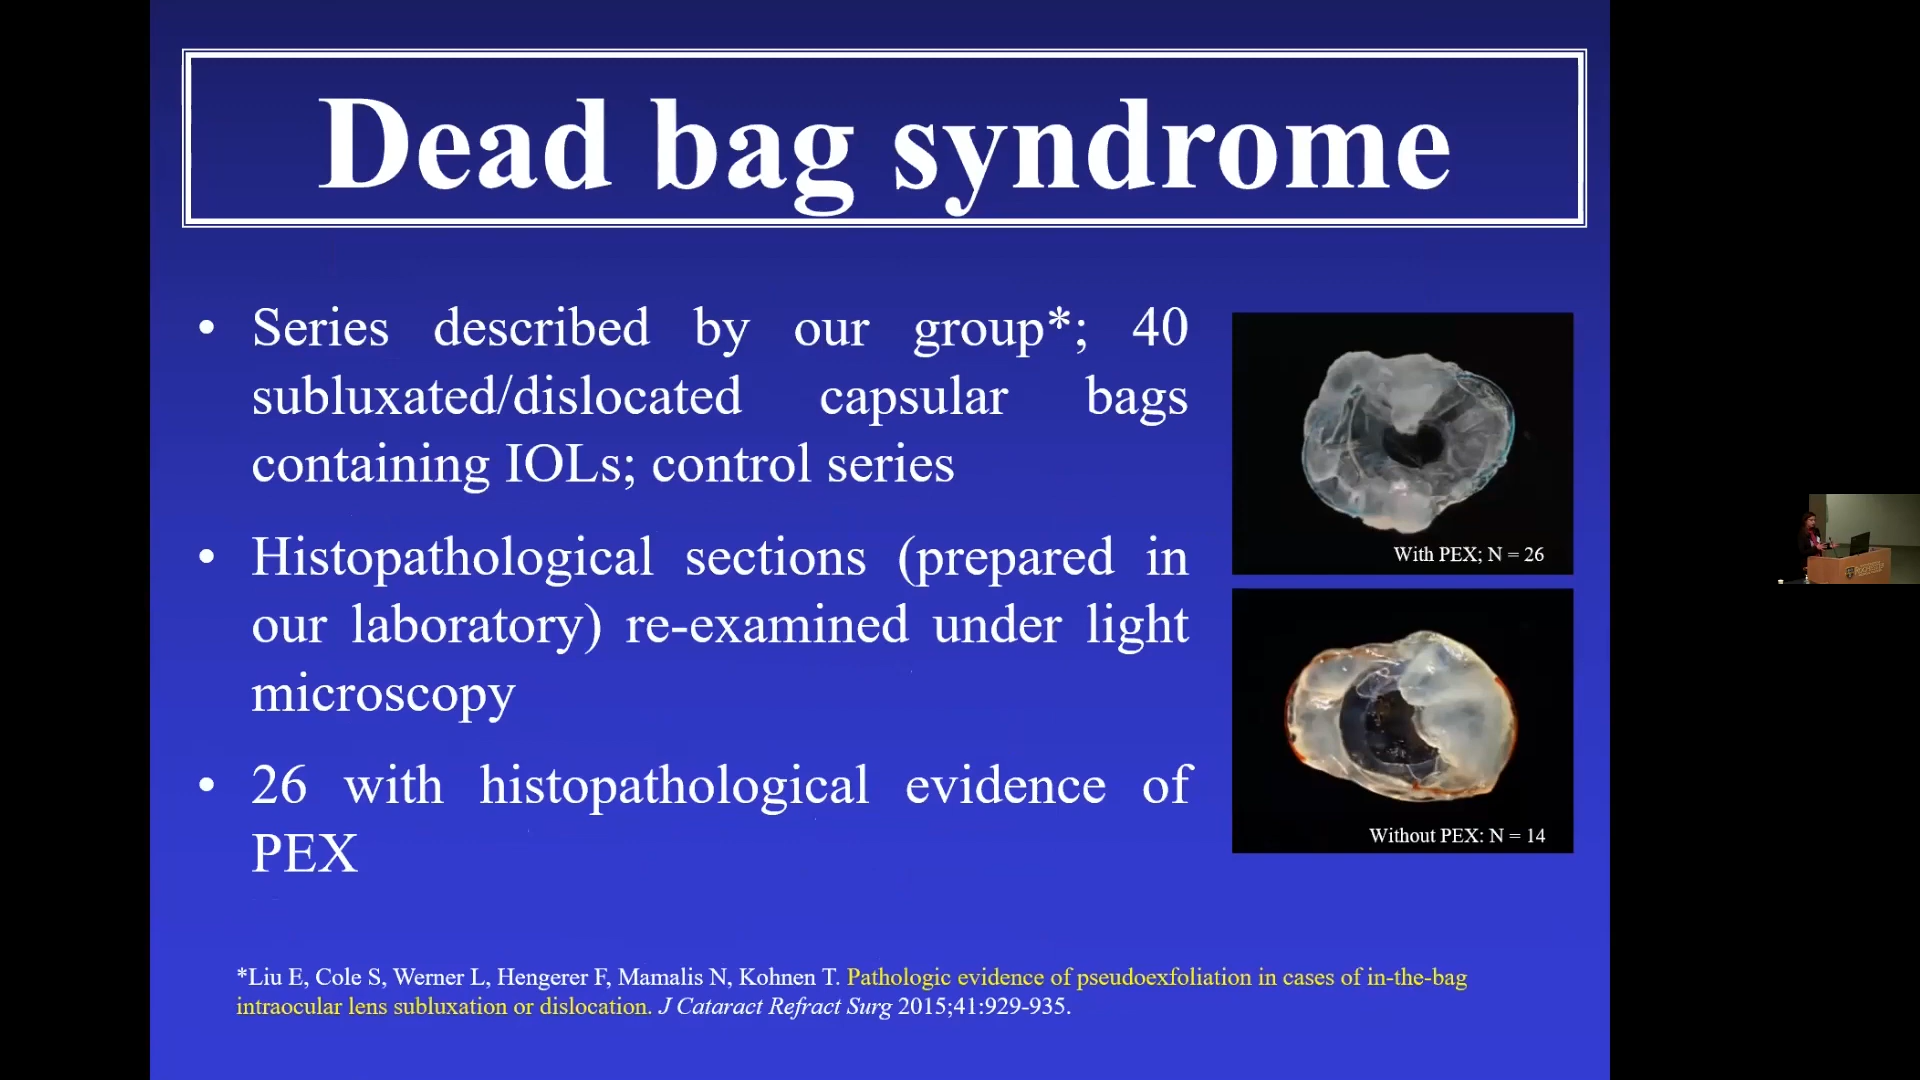 Dead bag syndrome
• Series described by our group*; 40
subluxated/dislocated capsular bags
containing IOLs; control series
• Histopathological sections (prepared in
our laboratory) re-examined under light
microscopy
• 26 with histopathological evidence of
PEX
With PEX; N = 26
Without PEX: N = 14
*Liu E, Cole S, Werner L, Hengerer F, Mamalis N, Kohnen T. Pathologic evidence of pseudoexfoliation in cases of in-the-bag
intraocular lens subluxation or dislocation. J Cataract Refract Surg 2015;41:929-935.